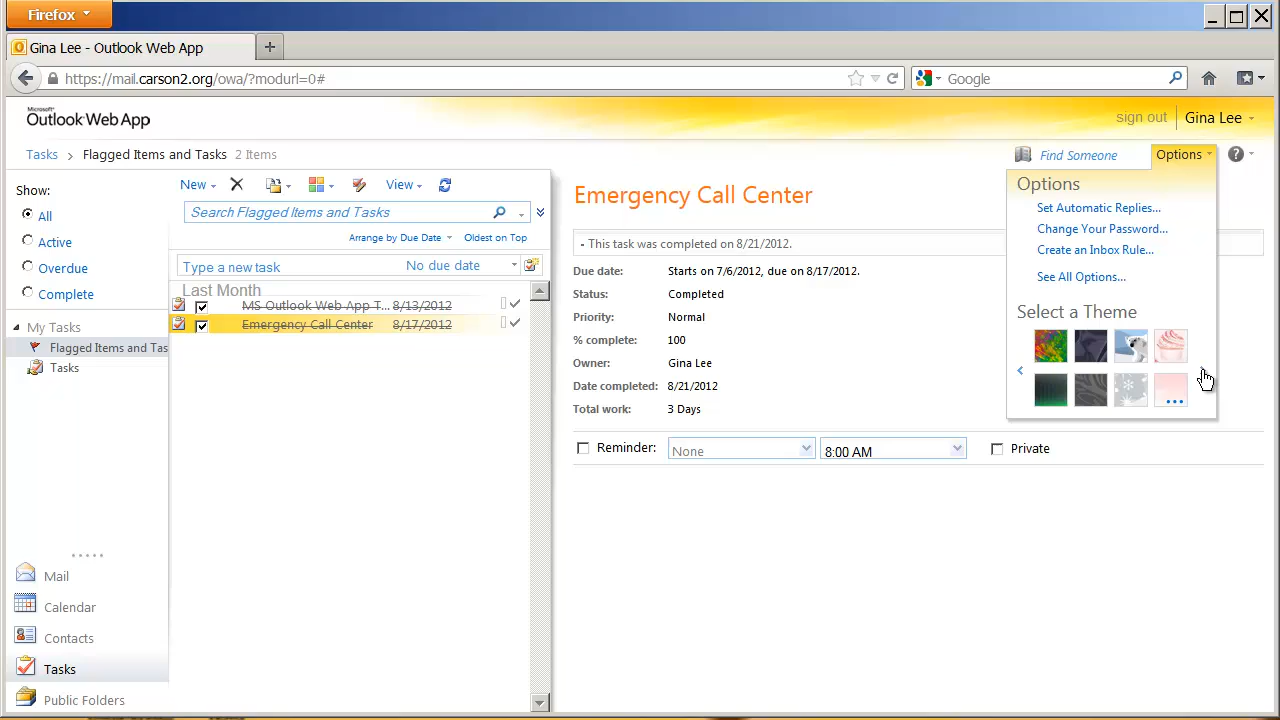 Firefox
Gina Lee - Outlook Web App
https://mail.carson2.org/owa/?modurl=0#
Google
Microsoft
Outlook Web App
sign out
Gina Lee
Tasks > Flagged Items and Tasks 2 Items
Find Someone
Options
Show:
All
Active
Overdue
Complete
My Tasks
Flagged Items and Tas
Tasks
Mail
Calendar
Contacts
Tasks
Public Folders
New
View
Search Flagged Items and Tasks
Arrange by Due Date
Oldest on Top
Type a new task
No due date
Last Month
MS Outlook Web App T... 8/13/2012
Emergency Call Center 8/17/2012
Emergency Call Center
- This task was completed on 8/21/2012.
Due date: Starts on 7/6/2012, due on 8/17/2012.
Status: Completed
Priority: Normal
% complete: 100
Owner: Gina Lee
Date completed: 8/21/2012
Total work: 3 Days
Reminder: None 8:00 AM Private
Options
Set Automatic Replies...
Change Your Password...
Create an Inbox Rule...
See All Options...
Select a Theme